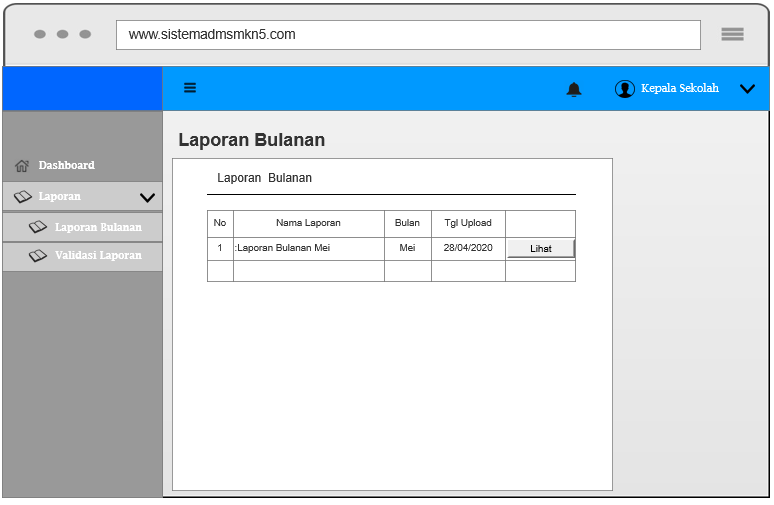 www.sistemadmsmkn5.com
Kepala Sekolah
Dashboard
Laporan
Laporan Bulanan
Validasi Laporan
Laporan Bulanan
Laporan Bulanan
No Nama Laporan Bulan Tgl Upload
1 :Laporan Bulanan Mei Mei 28/04/2020 Lihat